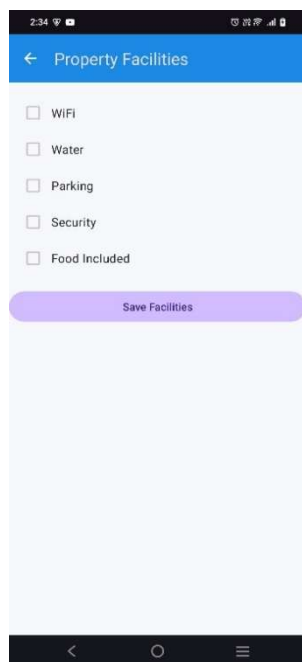 2:34
Property Facilities
WiFi
Water
Parking
Security
Food Included
Save Facilities